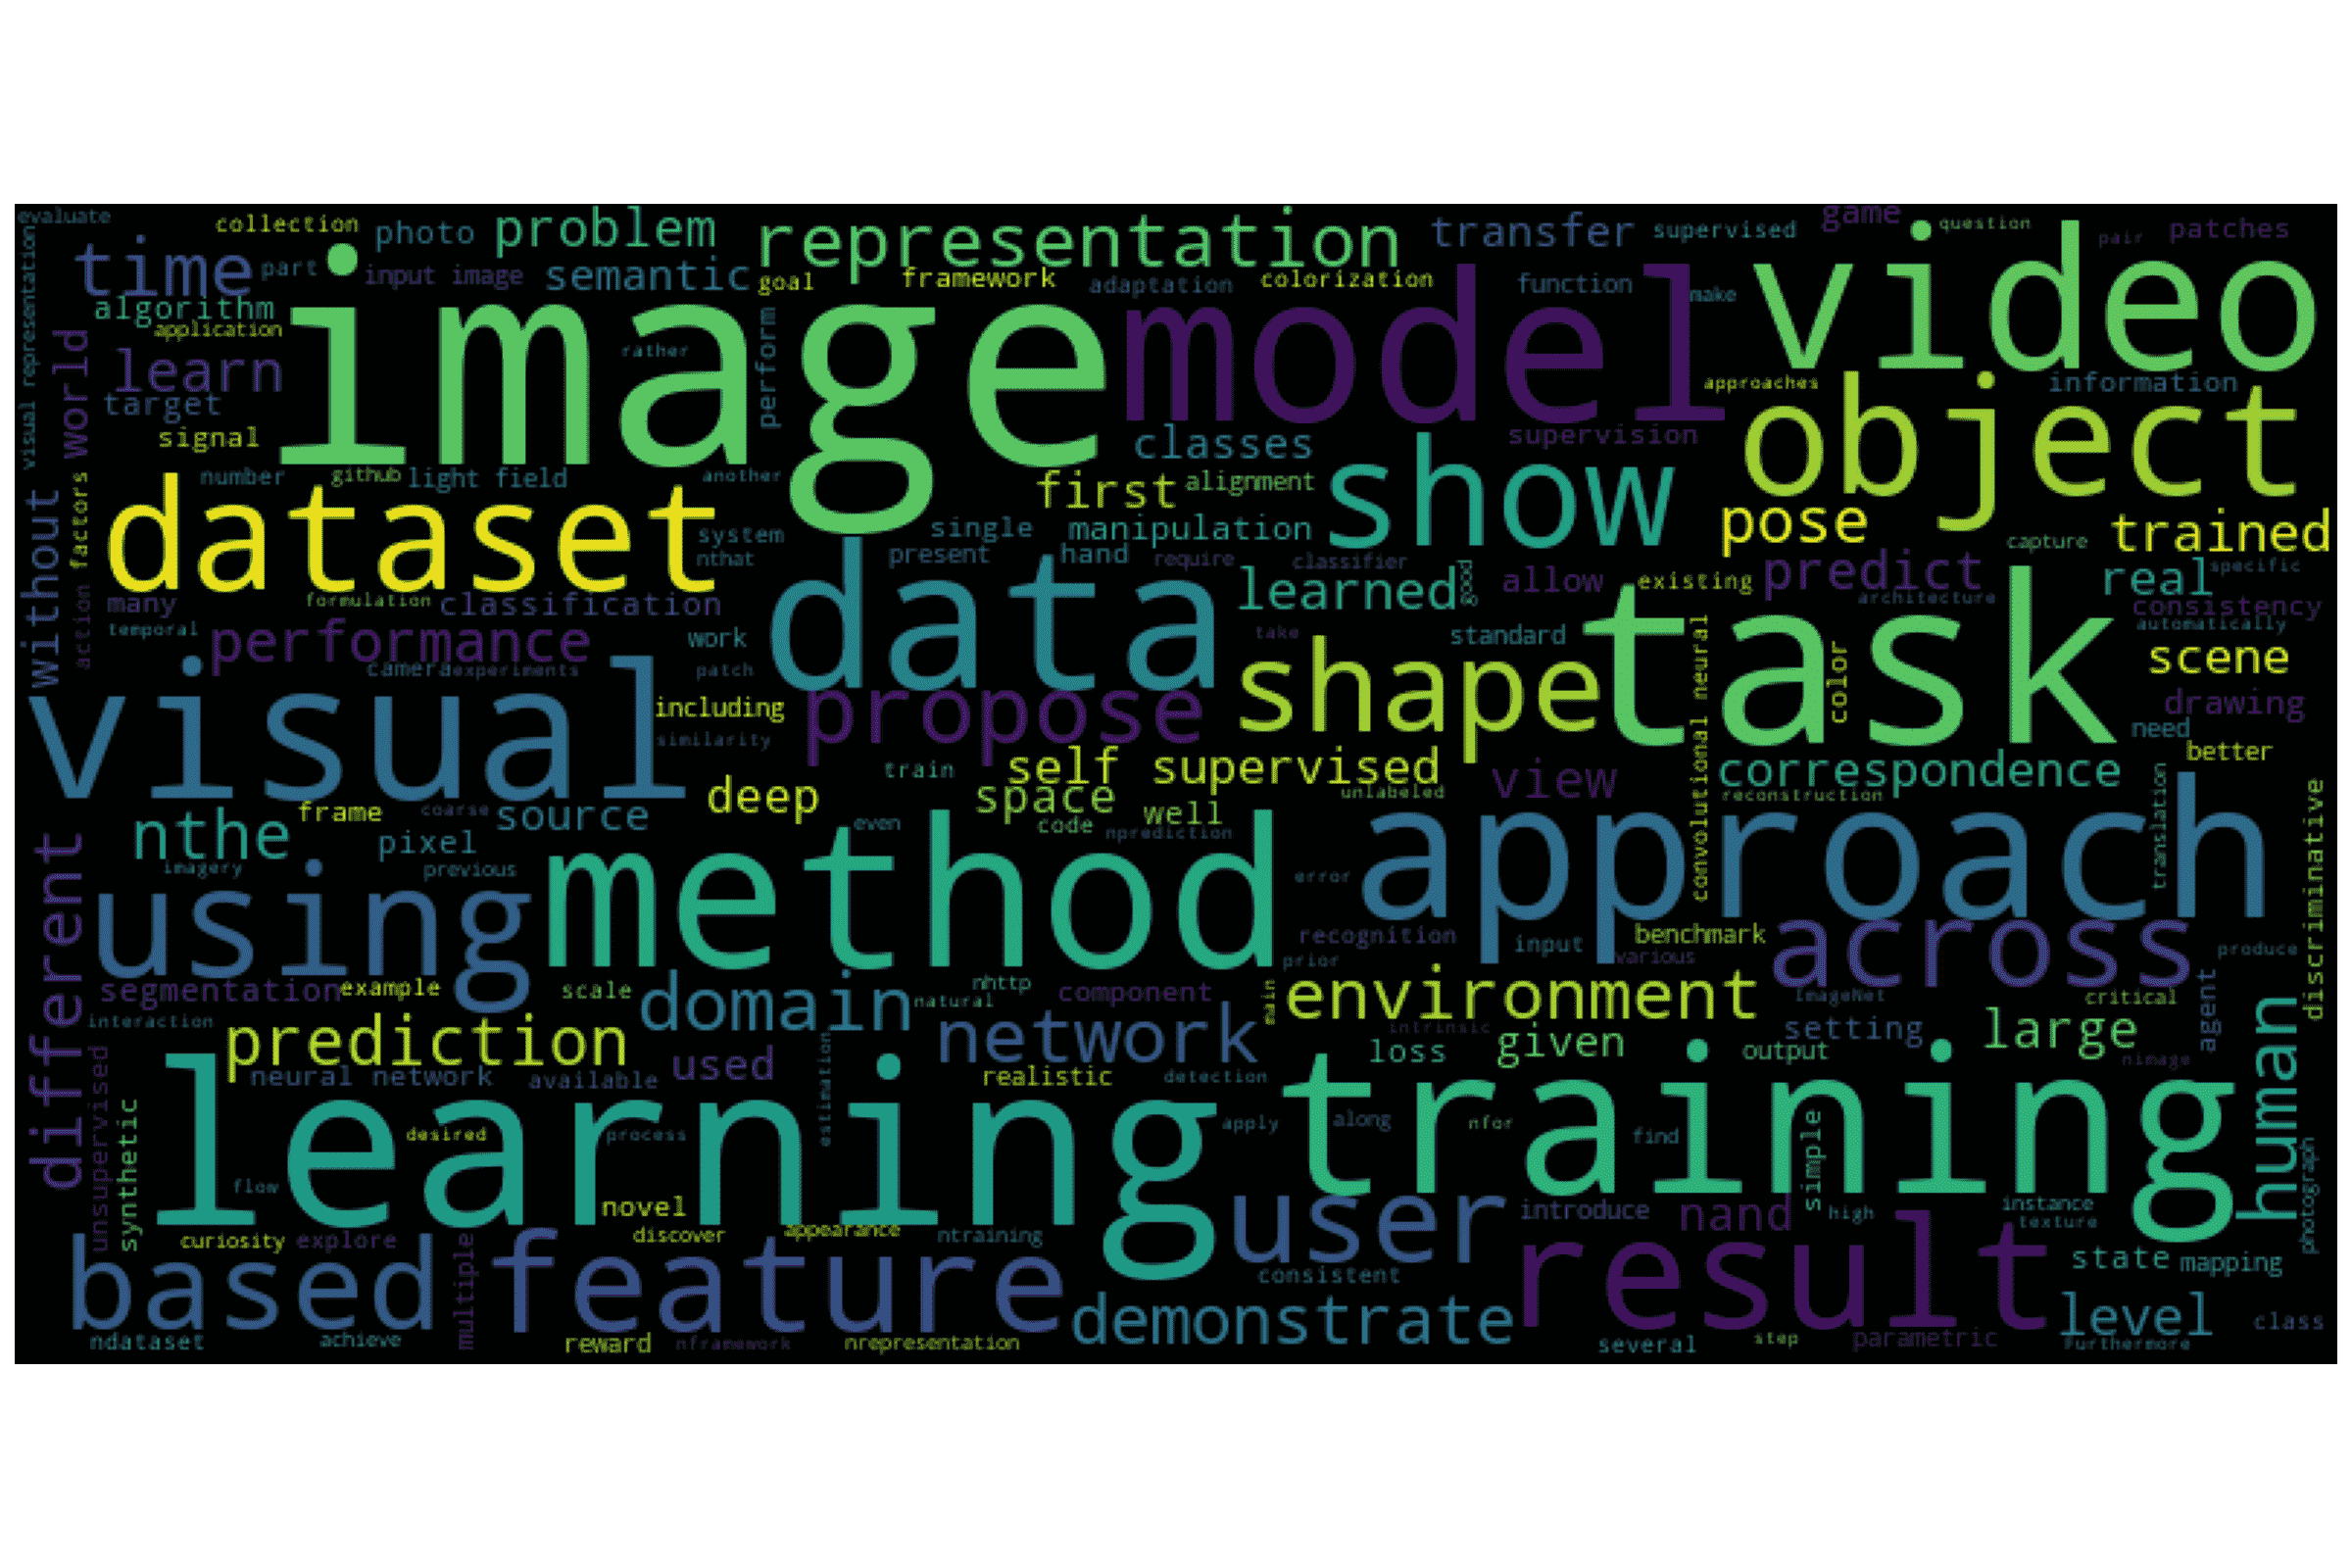 evaluate
collection
photo
problem
representation
transfer
supervised
game
question
pair
patches
time
part
input image
semantic
goal
framework
adaptation
colorization
function
make
video
visual representation
algorithm
application
image
model
world
learn
rather
perform
approaches
information
target
object
signal
classes
supervision
number
github
light field
another
first
alignment
show
without
factors
dataset
system
single
manipulation
pose
capture
trained
nthat
present
hand
require
classifier
good
allow
existing
predict
real
specific
architecture
many
formulation
classification
data
learned
consistency
automatically
temporal
action
performance
work
take
standard
task
camera
experiments
patch
shape
convolutional neural
color
scene
visual
including
propose
drawing
similarity
need
better
deep
train
self
supervised
view
correspondence
frame
coarse
source
space
well
unlabeled
reconstruction
translation
discriminative
different
nthe
pixel
even
code
nprediction
approach
imagery
previous
method
error
using
recognition
input
benchmark
across
produce
prior
various
segmentation
example
scale
domain
natural
nhttp
component
main
environment
ImageNet
critical
agent
interaction
prediction
network
intrinsic
setting
large
human
loss
given
output
nimage
neural network
available
used
realistic
detection
unsupervised
synthetic
learning
estimation
training
desired
process
apply
along
nfor
find
simple
photograph
flow
novel
user
introduce
nand
high
instance
texture
curiosity
explore
discover
appearance
ntraining
result
based
multiple
feature
consistent
state
mapping
demonstrate
level
class
ndataset
achieve
reward
nframework
nrepresentation
several
step
parametric
Furthermore